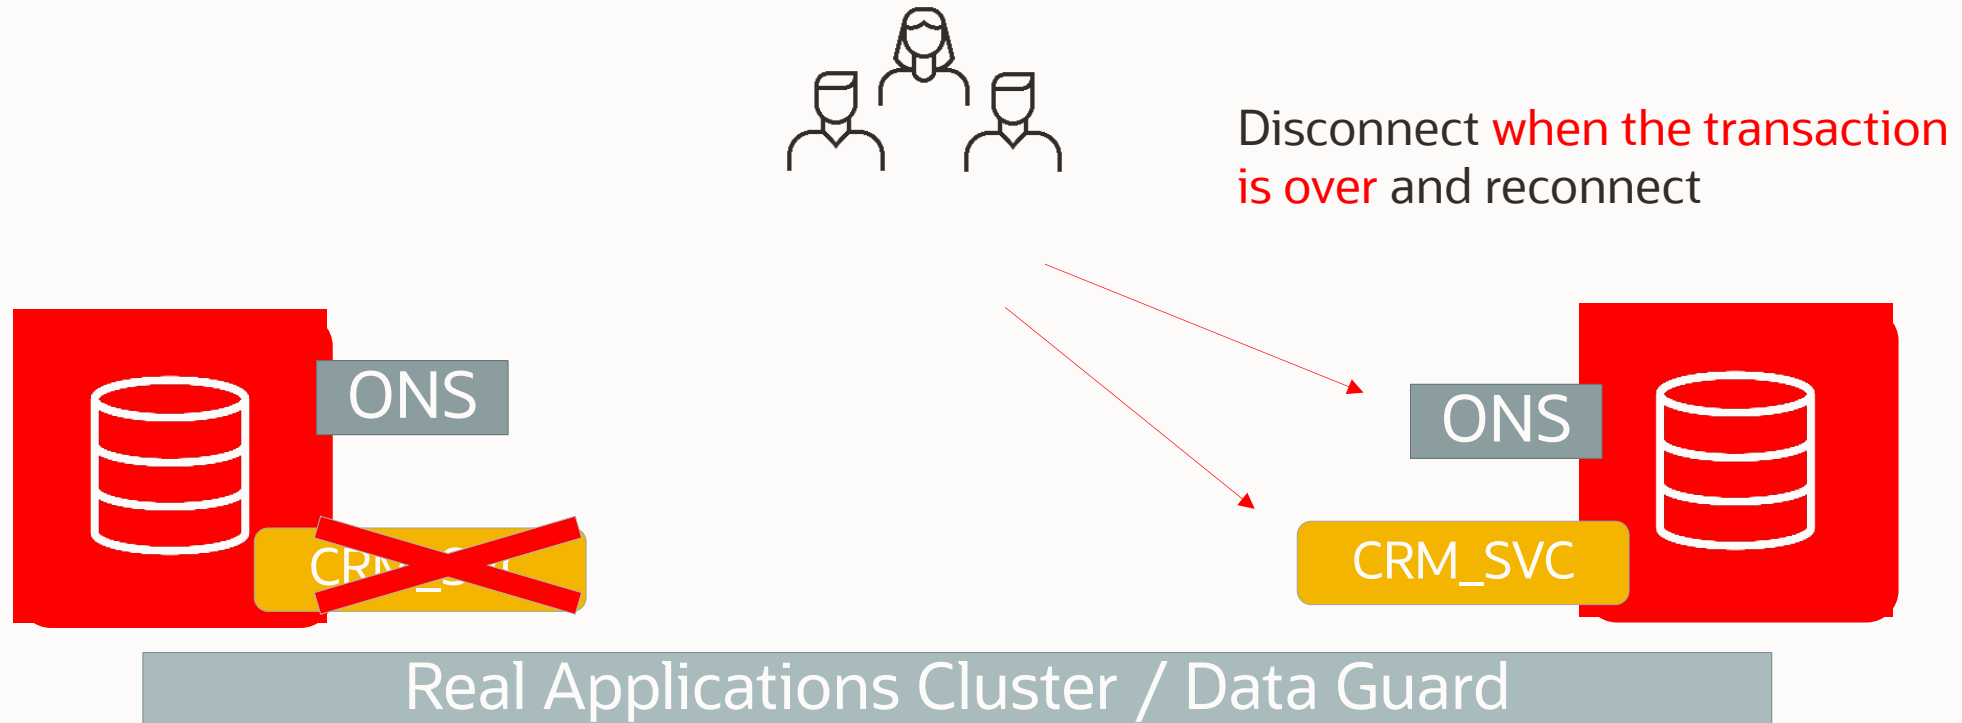 Disconnect when the transaction
is over and reconnect
ONS
ONS
CRM_SVC
Real Applications Cluster / Data Guard